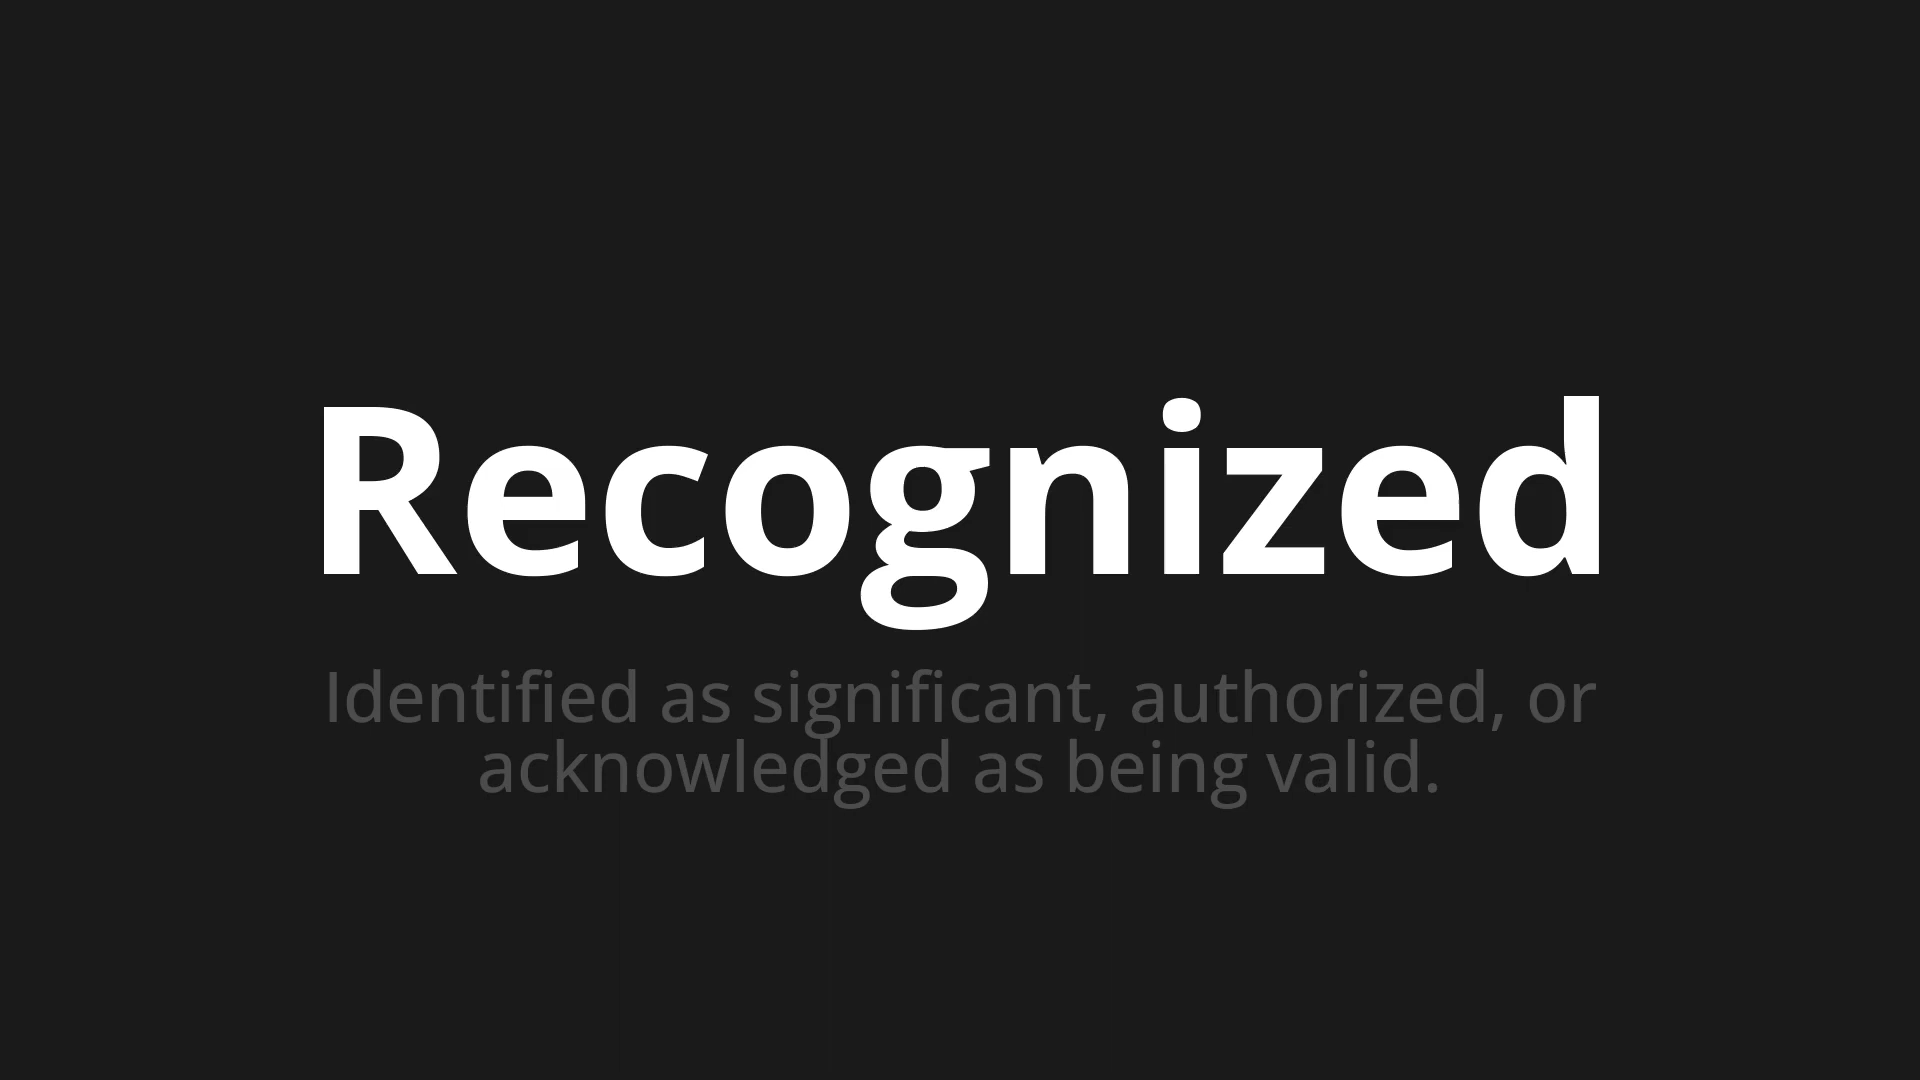 Recognized
Identified as significant, authorized, or
acknowledged as being valid.